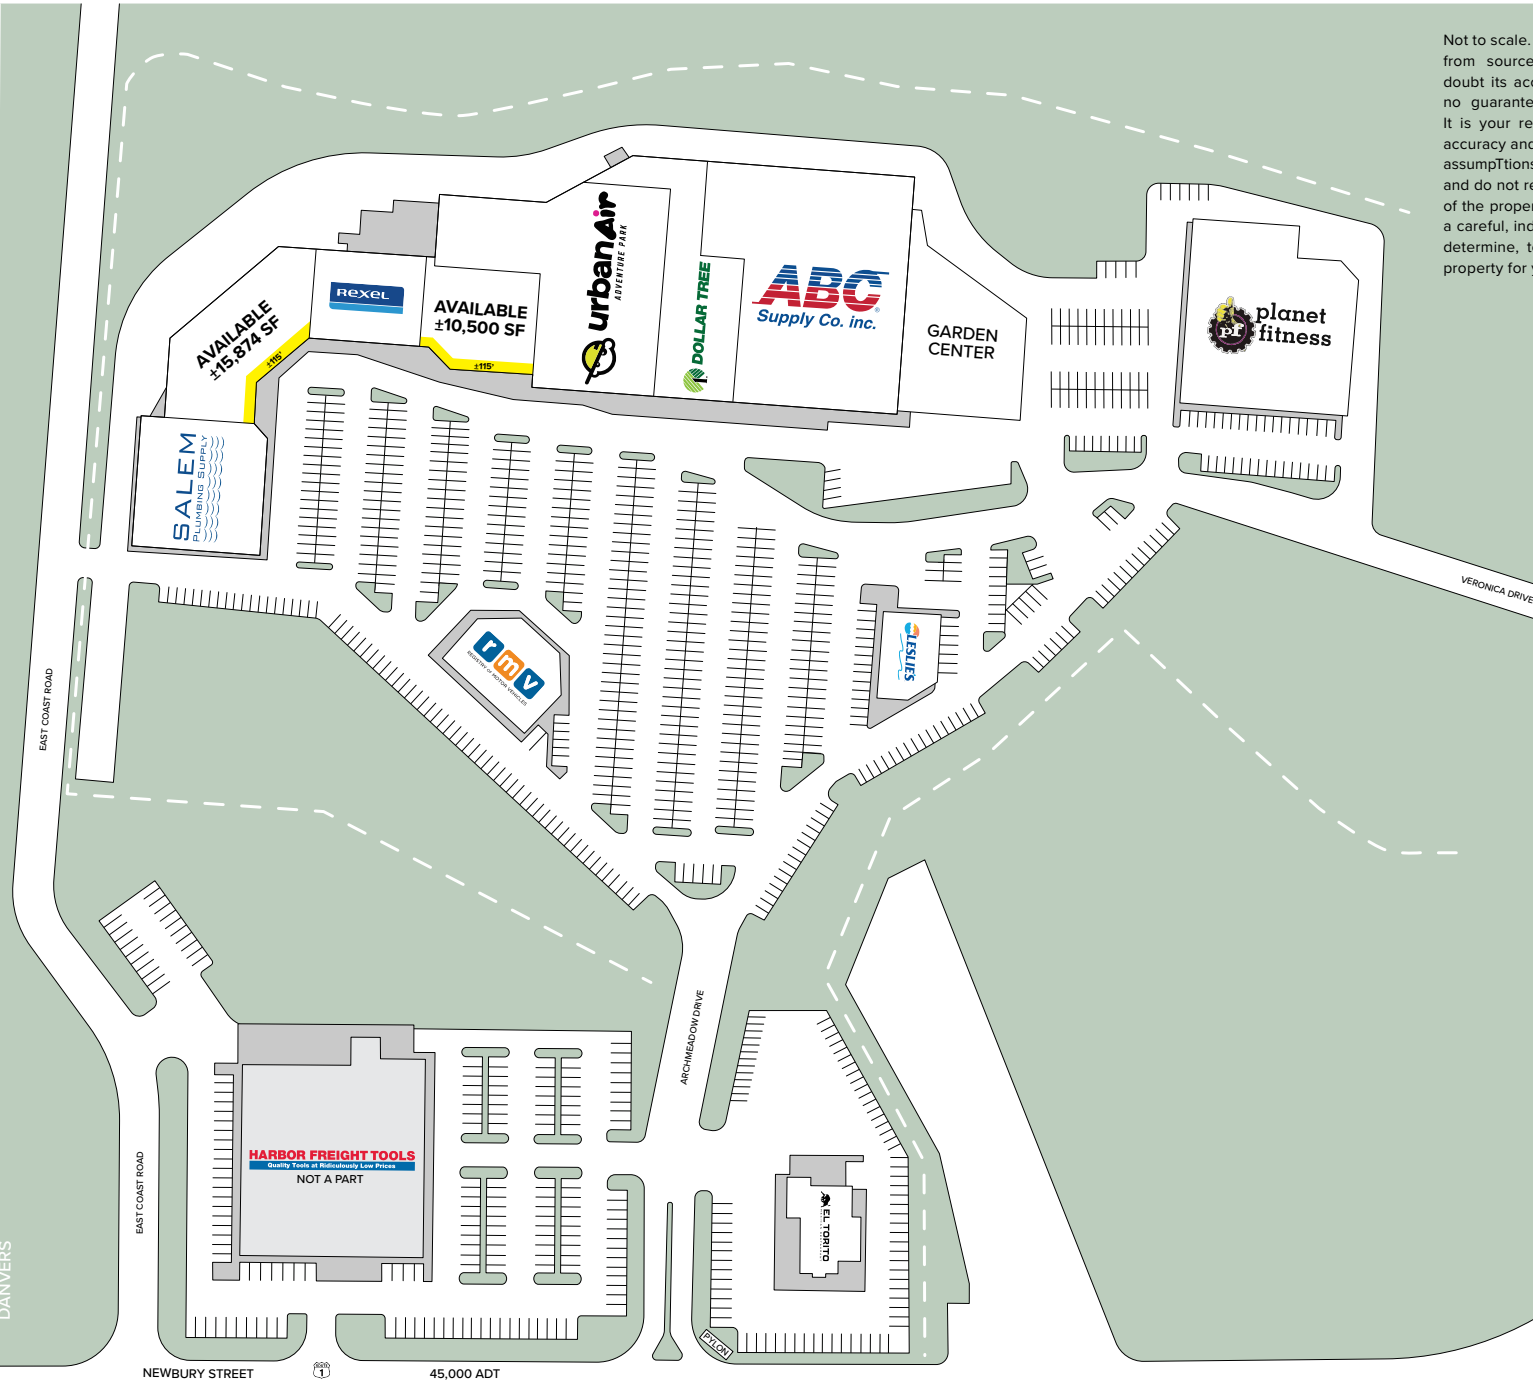 Not to scale.
from source
doubt its acc
no guarante
It is your re
accuracy and
assumpTtions
and do not re
of the proper
a careful, ind
determine, t
property for
urbanAir
ADVENTURE PARK
REXEL
AVAILABLE
±10,500 SF
±115'
AVAILABLE
±15,874 SF
±115'
DOLLAR TREE
ABC
Supply Co. inc.
GARDEN
CENTER
pf
planet
fitness
SALEM
PLUMBING SUPPLY
VERONICA DRIVE
rmv
REGISTRY OF MOTOR VEHICLES
LESLIE'S
EAST COAST ROAD
ARCHMEADOW DRIVE
HARBOR FREIGHT TOOLS
Quality Tools at Ridiculously Low Prices
NOT A PART
EAST COAST ROAD
EL TORITO
DANVERS
PYLON
NEWBURY STREET
1
45,000 ADT